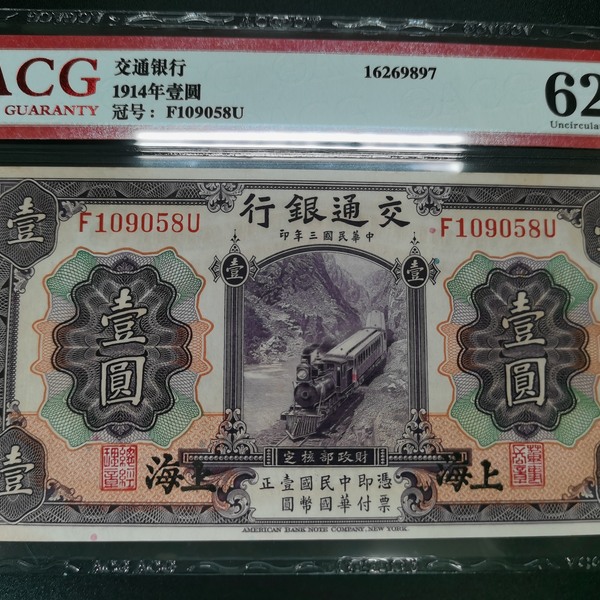 ACG
GUARANTY
交通银行
1914年壹圆
冠号：F109058U
16269897
62
Uncircula
行銀通交
印年三國民華中
F109058U
F109058U
壹
壹
壹
壹圓
壹圓
壹
定核部政財
海上
海上
正壹國民中即憑
圓幣國華付票
AMERICAN BANK NOTE COMPANY, NEW YORK.